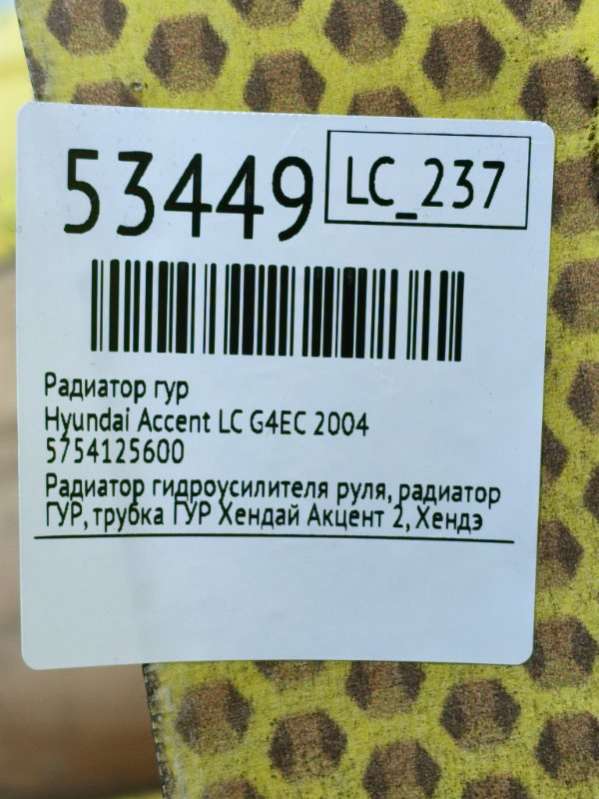 53449
LC_237
Радиатор гур
Hyundai Accent LC G4EC 2004
5754125600
Радиатор гидроусилителя руля, радиатор
ГУР, трубка ГУР Хендай Акцент 2, Хендэ